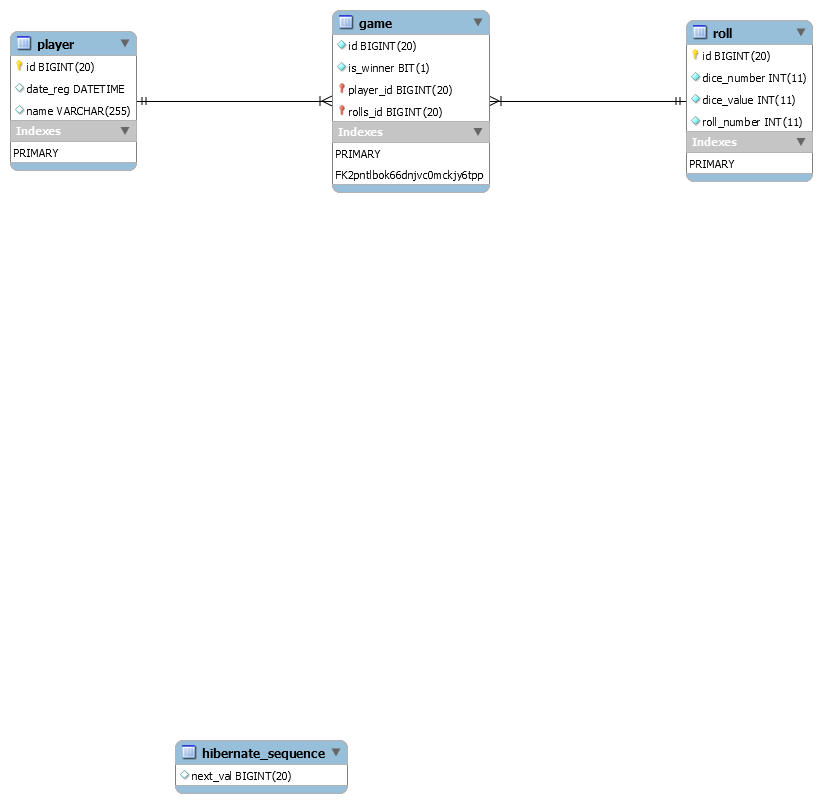 player
id BIGINT(20)
date_reg DATETIME
name VARCHAR(255)
Indexes
PRIMARY
game
id BIGINT(20)
is_winner BIT(1)
player_id BIGINT(20)
rolls_id BIGINT(20)
Indexes
PRIMARY
FK2pntlbok66dnjvc0mckjy6tpp
roll
id BIGINT(20)
dice_number INT(11)
dice_value INT(11)
roll_number INT(11)
Indexes
PRIMARY
hibernate_sequence
next_val BIGINT(20)